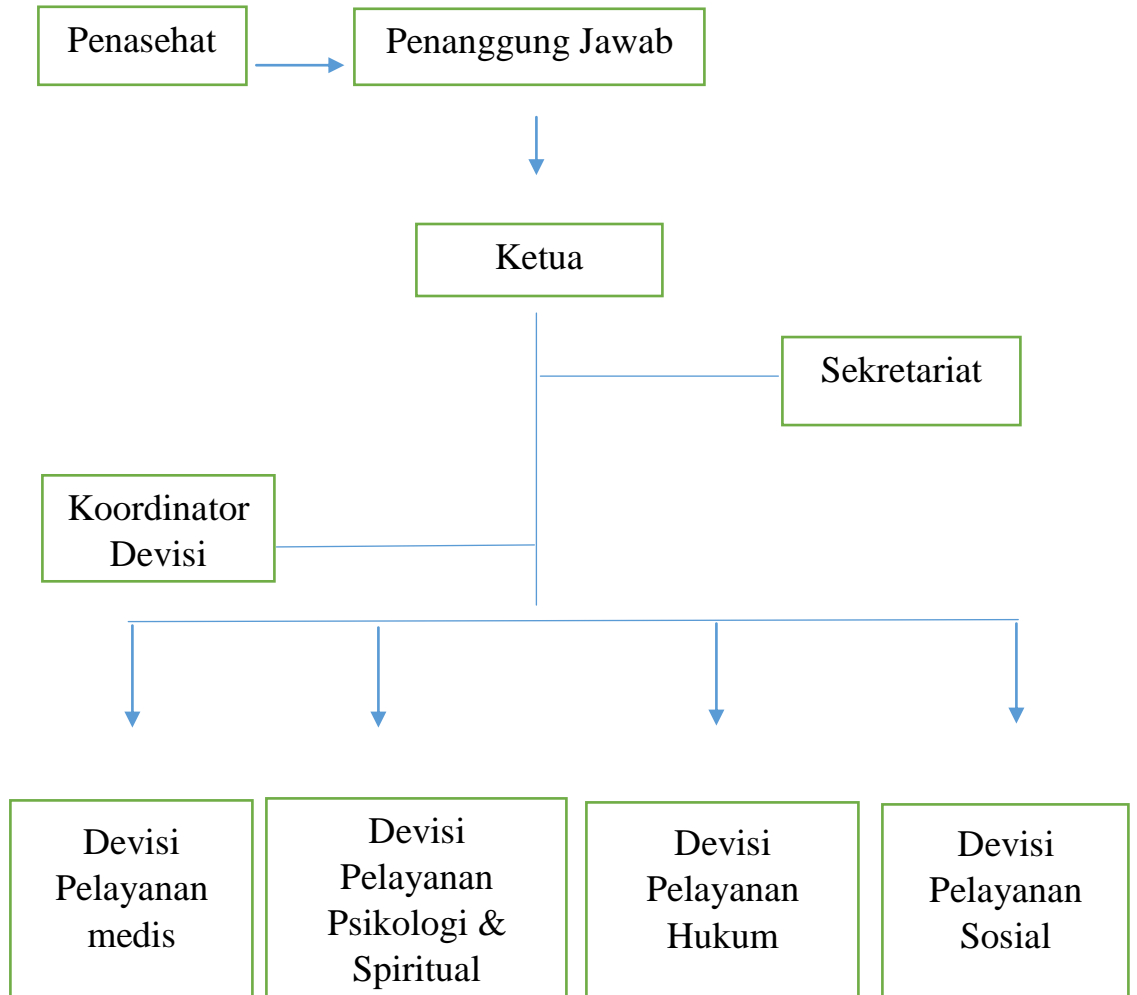 Penasehat
Penanggung Jawab
Ketua
Sekretariat
Koordinator
Devisi
Devisi
Pelayanan
medis
Devisi
Pelayanan
Psikologi &
Spiritual
Devisi
Pelayanan
Hukum
Devisi
Pelayanan
Sosial